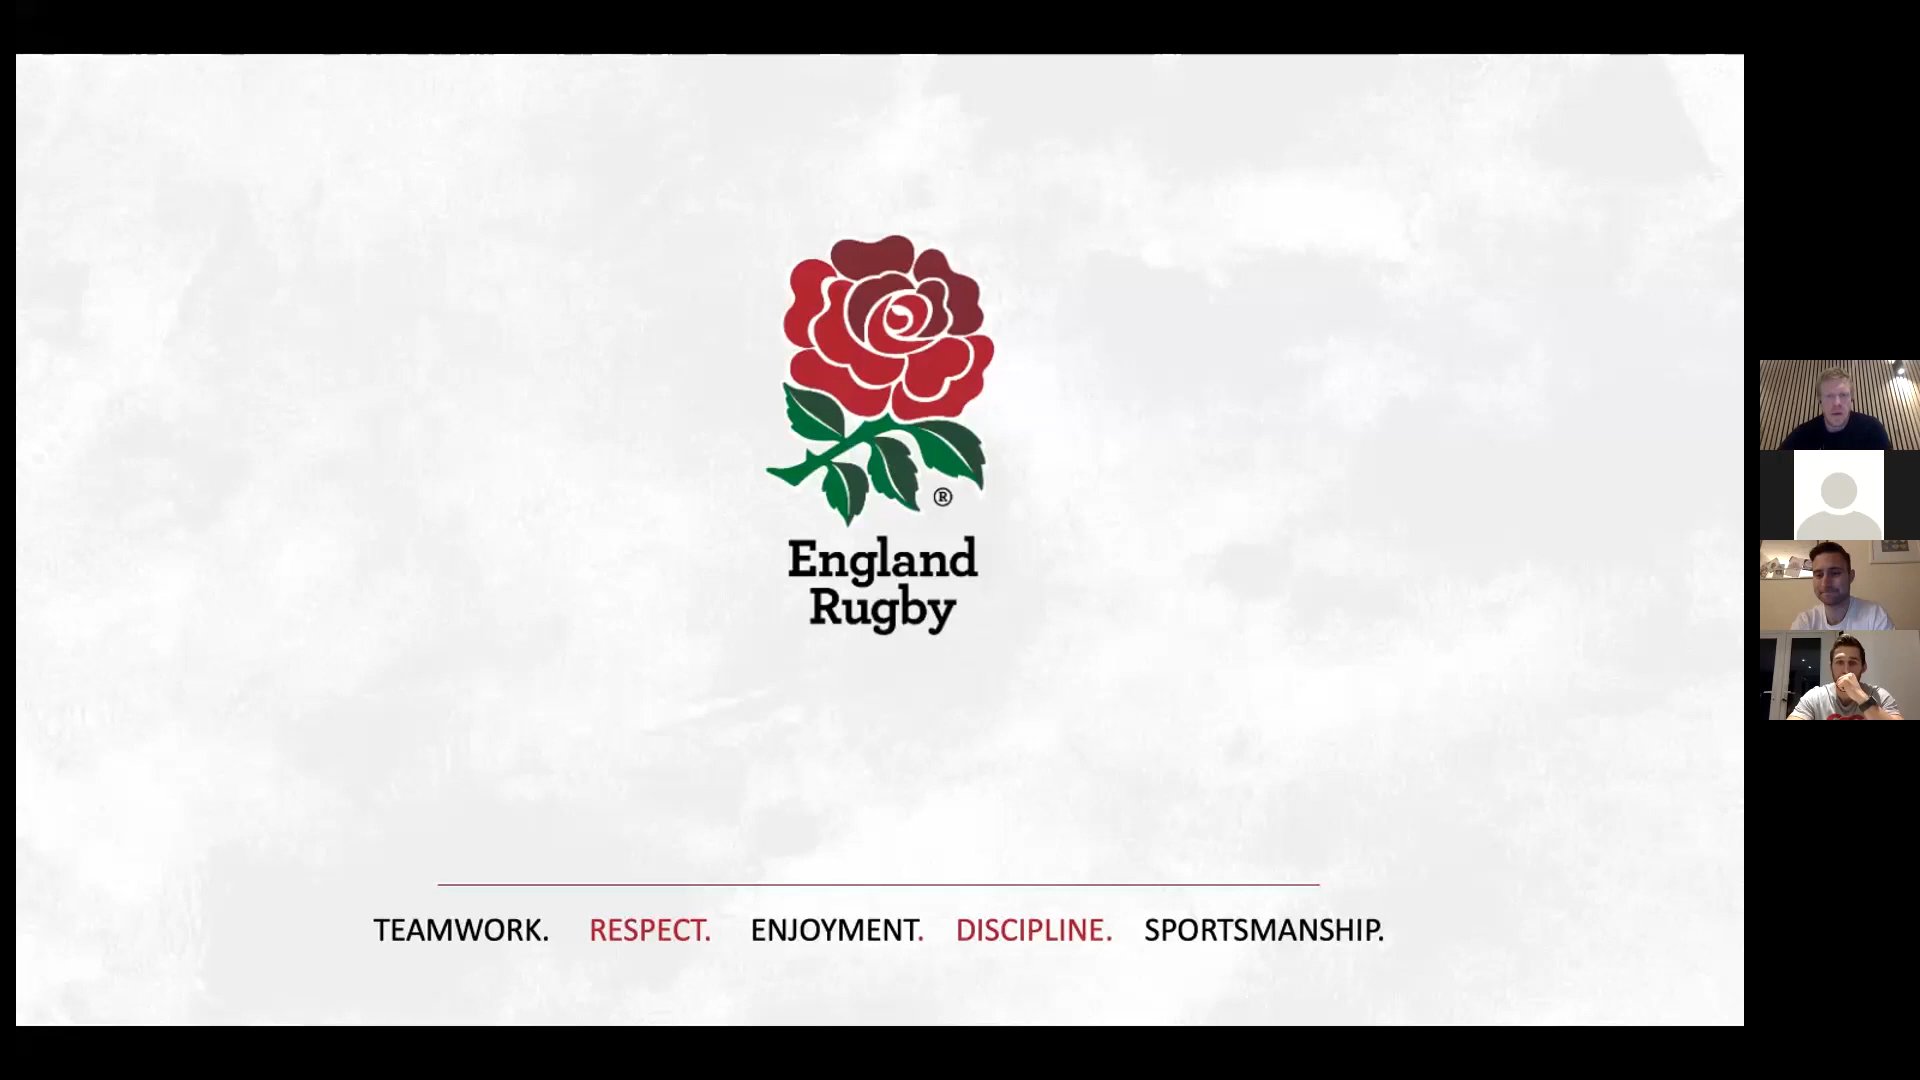 ®
England
Rugby
TEAMWORK. RESPECT. ENJOYMENT. DISCIPLINE. SPORTSMANSHIP.